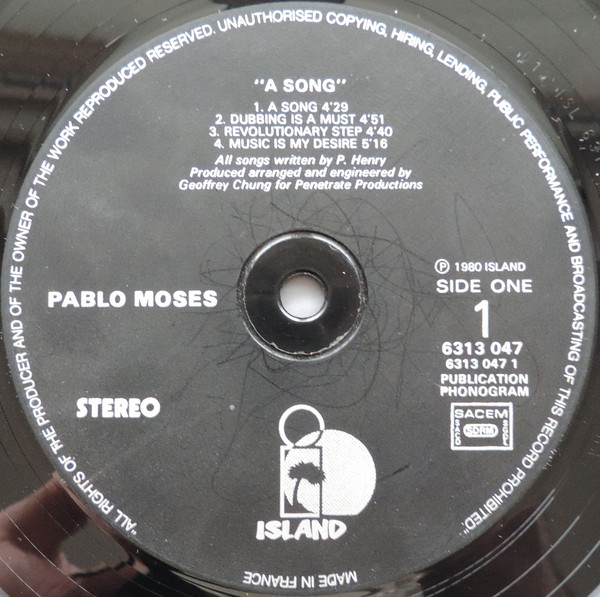 "ALL RIGHTS OF THE PRODUCER AND OF THE OWNER OF THE WORK REPRODUCED RESERVED. UNAUTHORISED COPYING, HIRING, LENDING, PUBLIC PERFORMANCE AND BROADCASTING OF THIS RECORD PROHIBITED."
"A SONG"
1. A SONG 4'29
2. DUBBING IS A MUST 4'51
3. REVOLUTIONARY STEP 4'40
4. MUSIC IS MY DESIRE 5'16
All songs written by P. Henry
Produced arranged and engineered by
Geoffrey Chung for Penetrate Productions
PABLO MOSES
STEREO
℗ 1980 ISLAND
SIDE ONE
1
6313 047
6313 047 1
PUBLICATION
PHONOGRAM
SACEM
SACD
SDRM
SGDL
ISLAND
MADE IN FRANCE